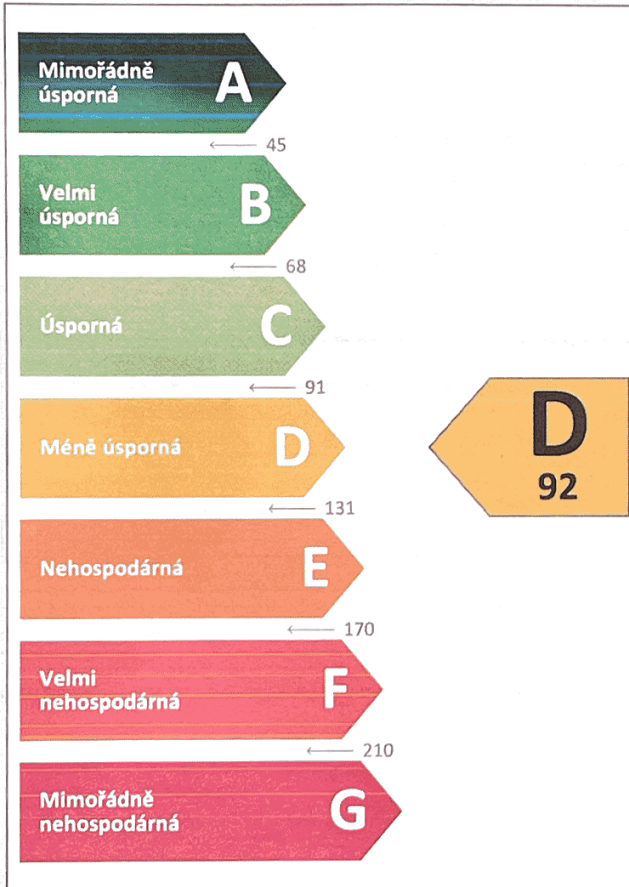 Mimořádně
úsporná
A
45
Velmi
úsporná
B
68
Úsporná
C
91
Méně úsporná
D
131
Nehospodárná
E
170
Velmi
nehospodárná
F
210
Mimořádně
nehospodárná
G
D
92